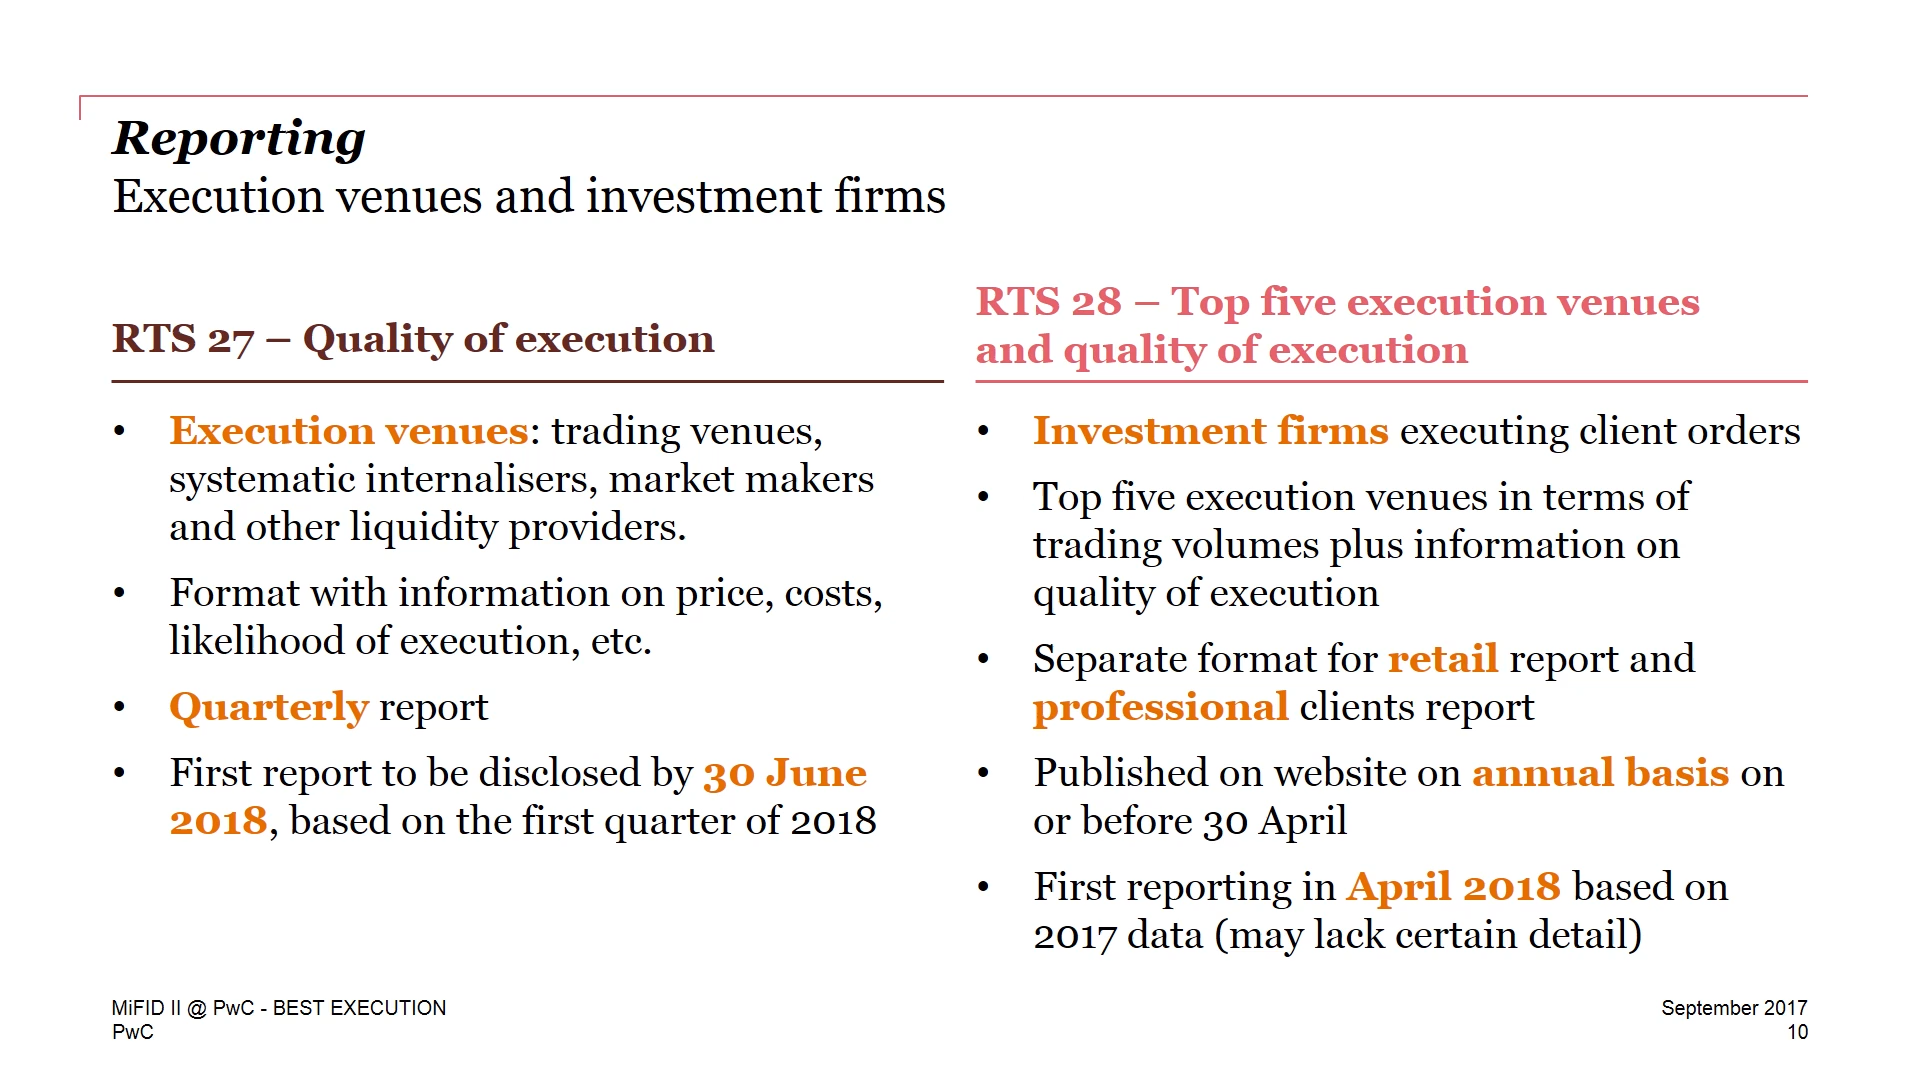 Reporting
Execution venues and investment firms
RTS 27 – Quality of execution
• Execution venues: trading venues,
systematic internalisers, market makers
and other liquidity providers.
• Format with information on price, costs,
likelihood of execution, etc.
• Quarterly report
• First report to be disclosed by 30 June
2018, based on the first quarter of 2018
RTS 28 – Top five execution venues
and quality of execution
• Investment firms executing client orders
• Top five execution venues in terms of
trading volumes plus information on
quality of execution
• Separate format for retail report and
professional clients report
• Published on website on annual basis on
or before 30 April
• First reporting in April 2018 based on
2017 data (may lack certain detail)
MiFID II @ PwC - BEST EXECUTION
PwC
September 2017
10